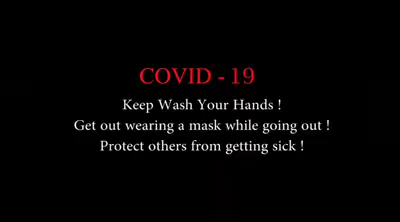 COVID - 19
Keep Wash Your Hands !
Get out wearing a mask while going out !
Protect others from getting sick !